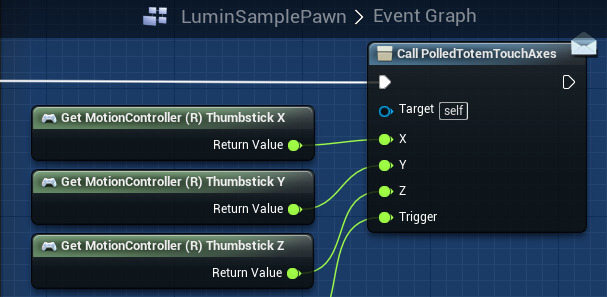 LuminSamplePawn > Event Graph
Call PolledTotemTouchAxes
Target self
Get MotionController (R) Thumbstick X
Return Value
X
Get MotionController (R) Thumbstick Y
Return Value
Y
Z
Trigger
Get MotionController (R) Thumbstick Z
Return Value